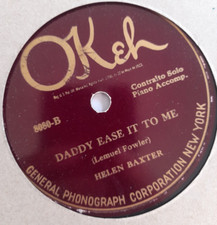 OKeh
Contralto Solo
Piano Accomp.
8080-B
DADDY EASE IT TO ME
(Lemuel Fowler)
HELEN BAXTER
GENERAL PHONOGRAPH CORPORATION NEW YORK